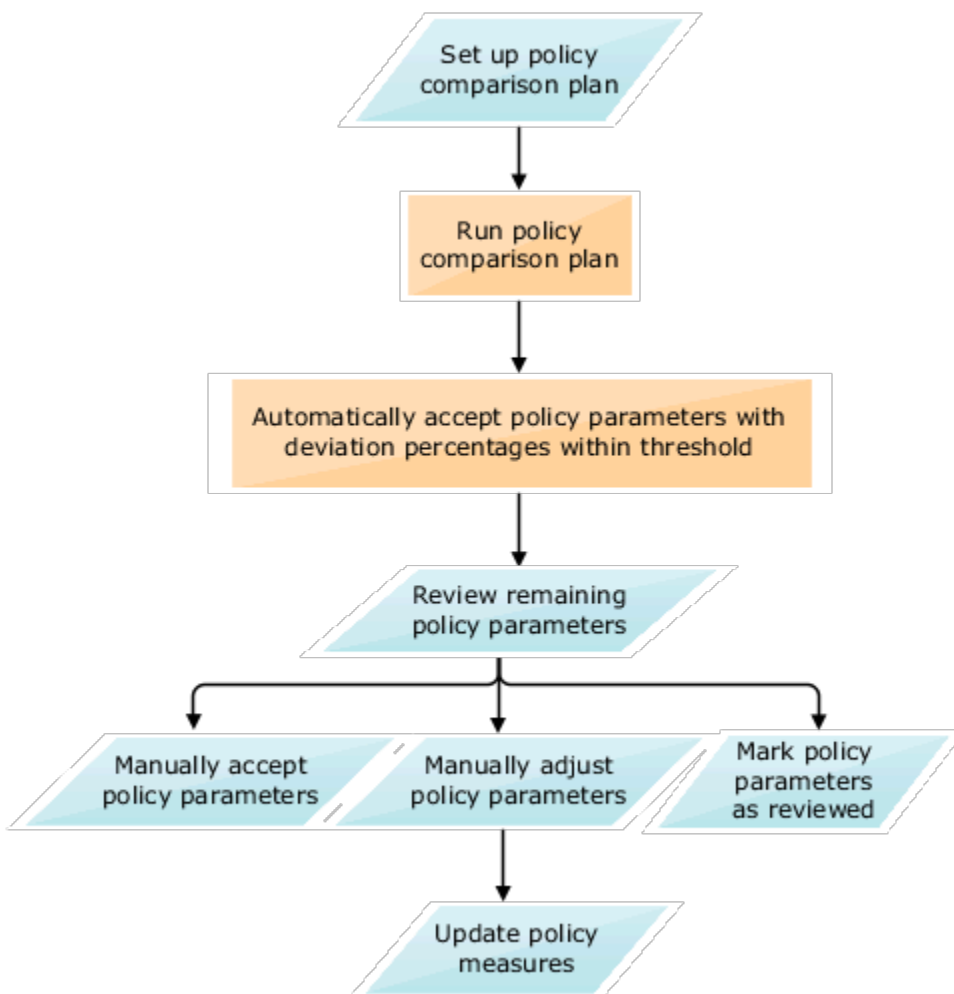 Set up policy
comparison plan
Run policy
comparison plan
Automatically accept policy parameters with
deviation percentages within threshold
Review remaining
policy parameters
Manually accept
policy parameters
Manually adjust
policy parameters
Mark policy
parameters
as reviewed
Update policy
measures